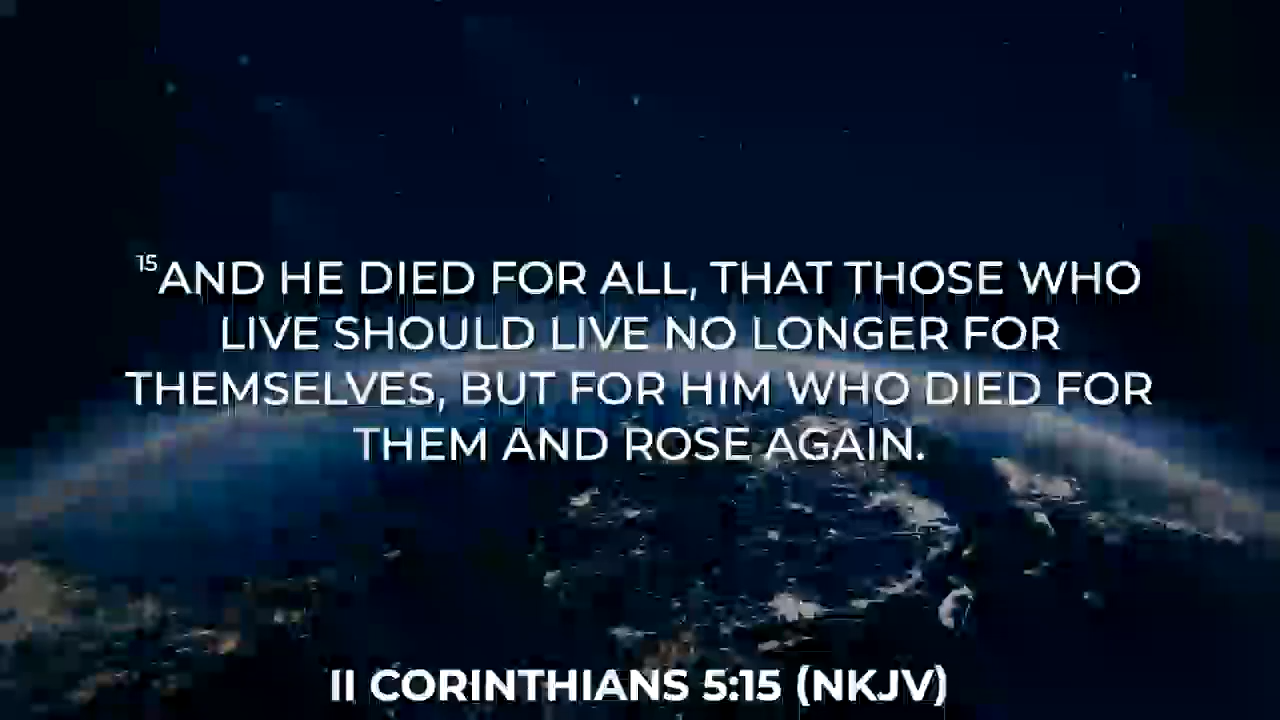 15AND HE DIED FOR ALL, THAT THOSE WHO
LIVE SHOULD LIVE NO LONGER FOR
THEMSELVES, BUT FOR HIM WHO DIED FOR
THEM AND ROSE AGAIN.
II CORINTHIANS 5:15 (NKJV)